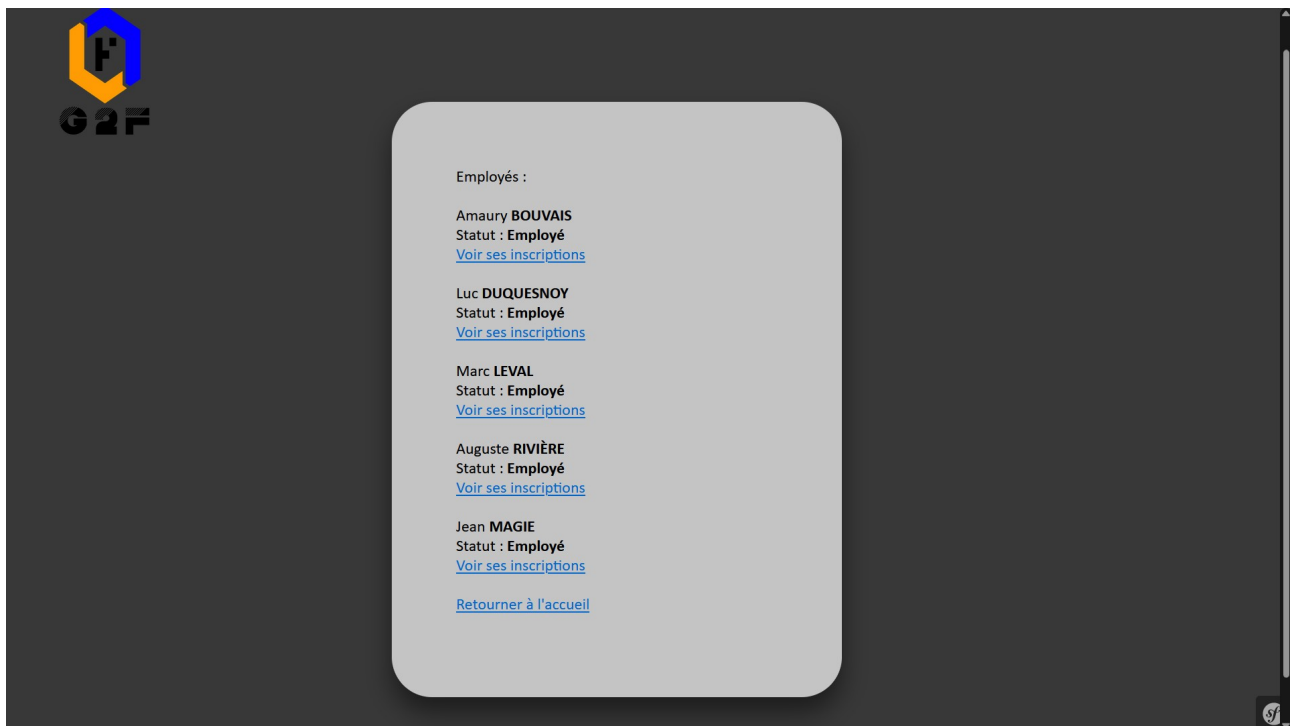 G2F
Employés :
Amaury BOUVAIS
Statut : Employé
Voir ses inscriptions
Luc DUQUESNOY
Statut : Employé
Voir ses inscriptions
Marc LEVAL
Statut : Employé
Voir ses inscriptions
Auguste RIVIÈRE
Statut : Employé
Voir ses inscriptions
Jean MAGIE
Statut : Employé
Voir ses inscriptions
Retourner à l'accueil
sf